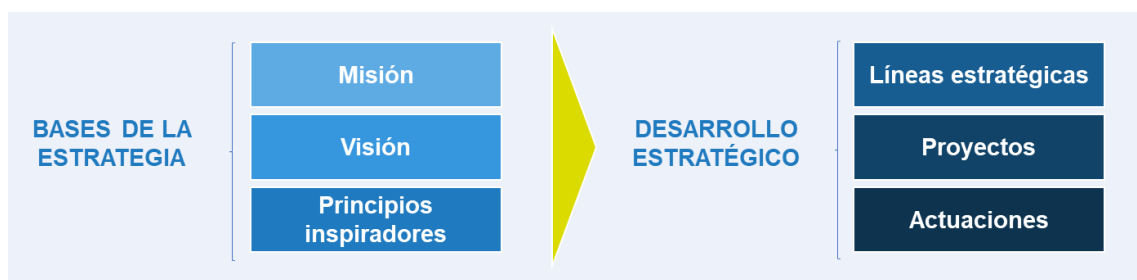 BASES DE LA
ESTRATEGIA
Misión
Visión
Principios
inspiradores
DESARROLLO
ESTRATÉGICO
Líneas estratégicas
Proyectos
Actuaciones